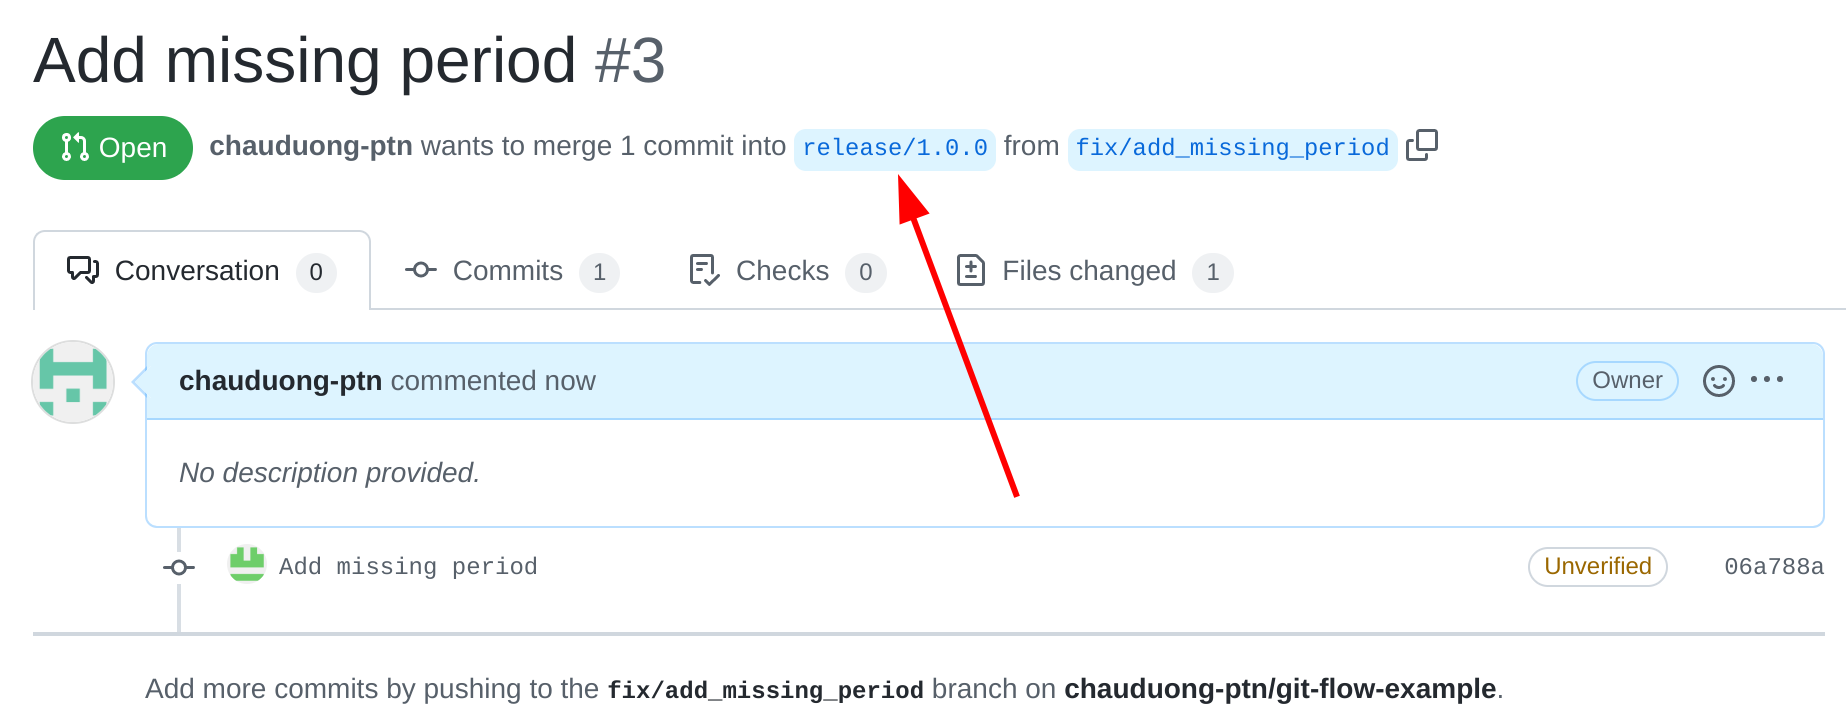 Add missing period #3
Open chauduong-ptn wants to merge 1 commit into release/1.0.0 from fix/add_missing_period
Conversation 0 Commits 1 Checks 0 Files changed 1
chauduong-ptn commented now Owner
No description provided.
Add missing period Unverified 06a788a
Add more commits by pushing to the fix/add_missing_period branch on chauduong-ptn/git-flow-example.